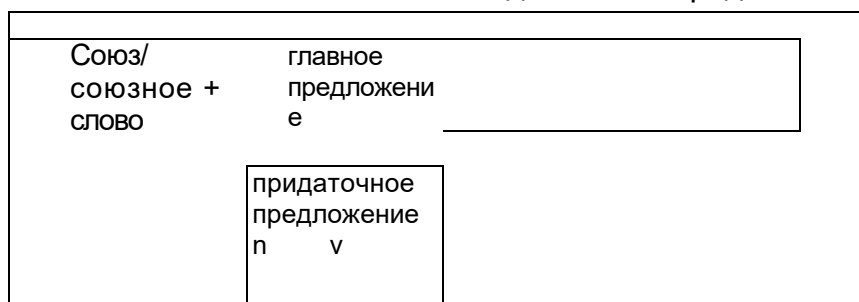 Союз/ главное
союзное + предложени
слово е
придаточное
предложение
n v